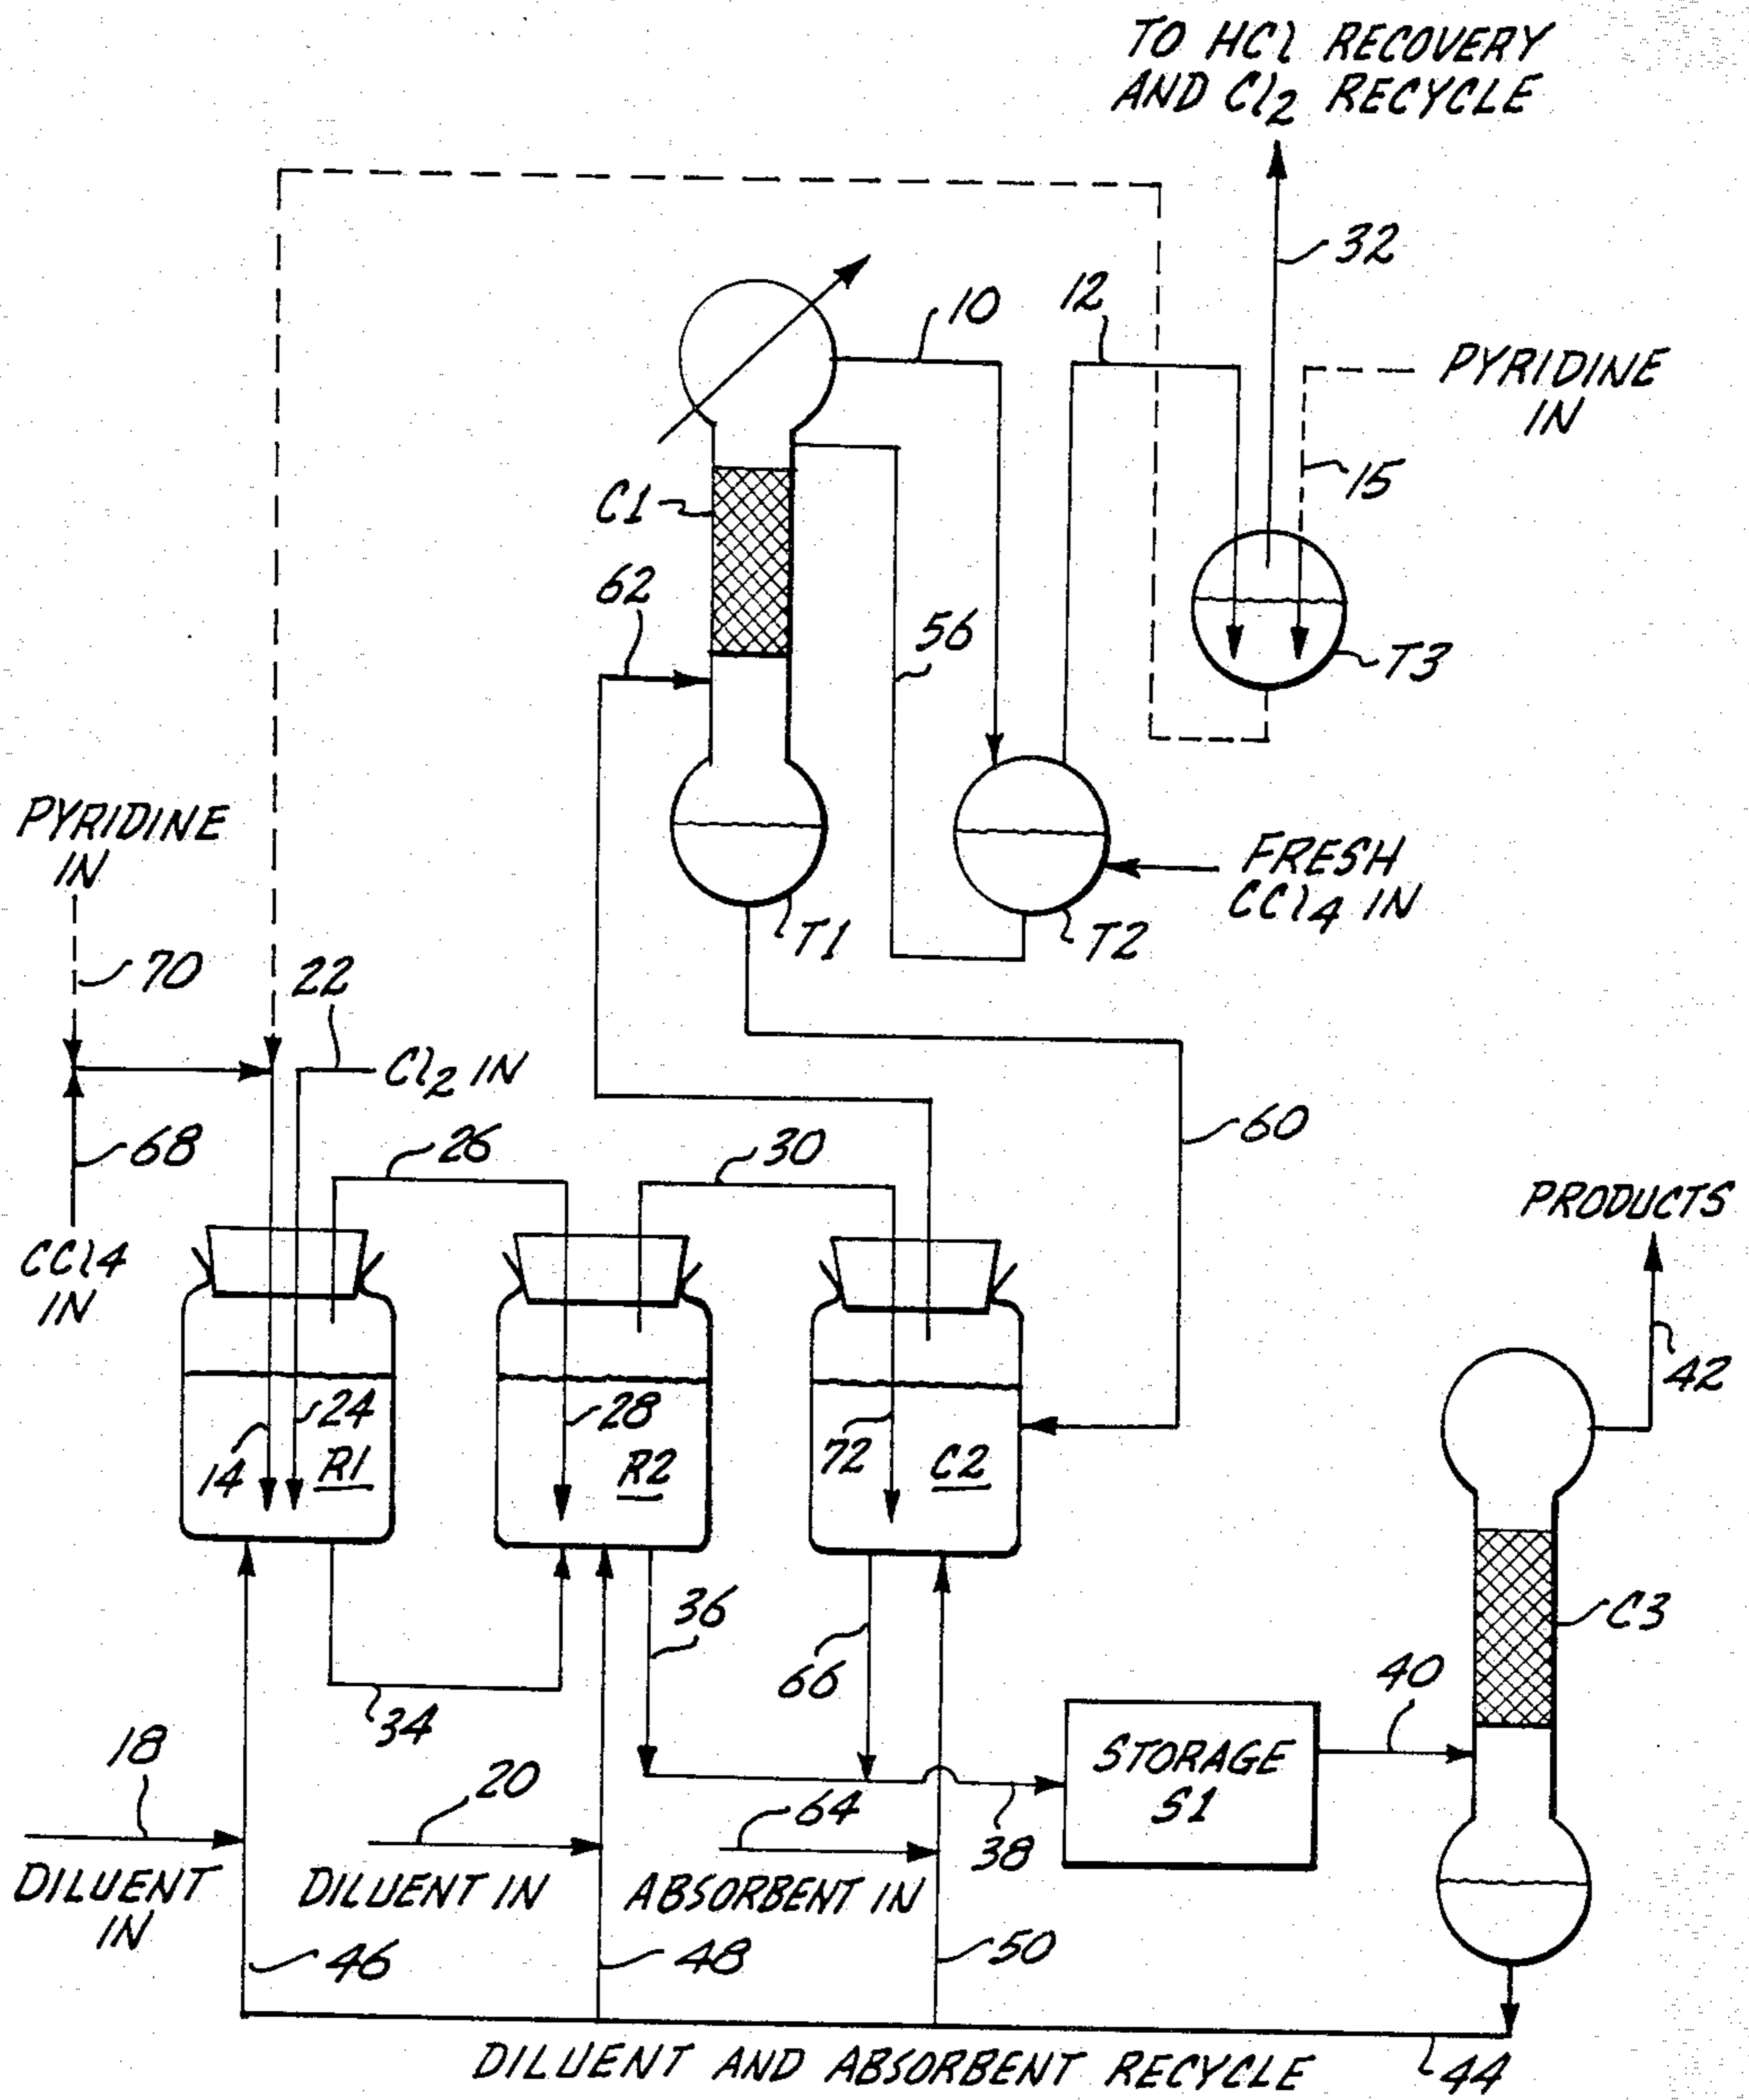 TO HCl RECOVERY
AND Cl2 RECYCLE
32
10
12
PYRIDINE
IN
15
C1
62
56
T3
PYRIDINE
IN
FRESH
CCl4 IN
T1
T2
70
22
Cl2 IN
68
26
30
60
PRODUCTS
CCl4
IN
42
24
14
R1
28
R2
72
C2
36
66
C3
34
40
18
20
64
STORAGE
S1
38
DILUENT
IN
DILUENT IN
ABSORBENT IN
46
48
50
DILUENT AND ABSORBENT RECYCLE
44